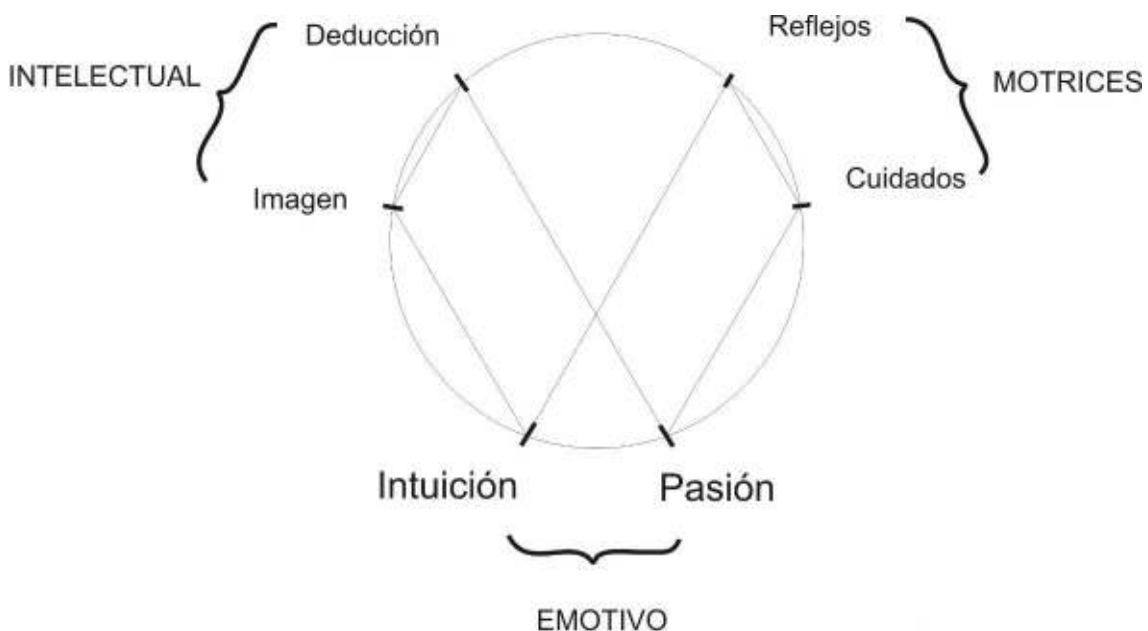 Deducción
Reflejos
INTELECTUAL
MOTRICES
Imagen
Cuidados
Intuición
Pasión
EMOTIVO